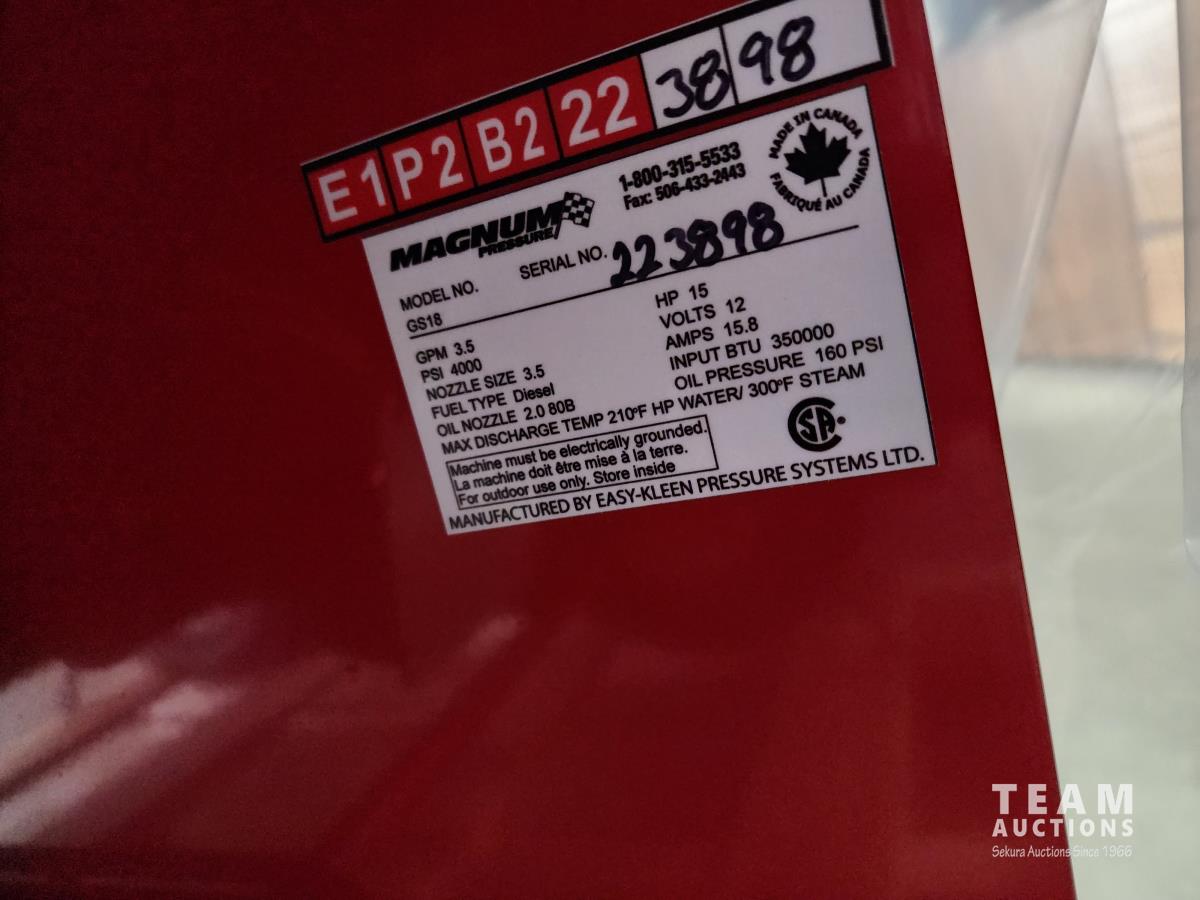 E1 P2 B2 22 38 98
MAGNUM
PRESSURE
1-800-315-5533
Fax: 506-433-2443
MADE IN CANADA
FABRIQUÉ AU CANADA
MODEL NO.
SERIAL NO. 223898
GS18
GPM 3.5
PSI 4000
NOZZLE SIZE 3.5
FUEL TYPE Diesel
OIL NOZZLE 2.0 80B
HP 15
VOLTS 12
AMPS 15.8
INPUT BTU 350000
OIL PRESSURE 160 PSI
MAX DISCHARGE TEMP 210ºF HP WATER/ 300ºF STEAM
Machine must be electrically grounded.
La machine doit être mise à la terre.
For outdoor use only. Store inside
SA
MANUFACTURED BY EASY-KLEEN PRESSURE SYSTEMS LTD.
TEAM
AUCTIONS
Sekura Auctions Since 1966